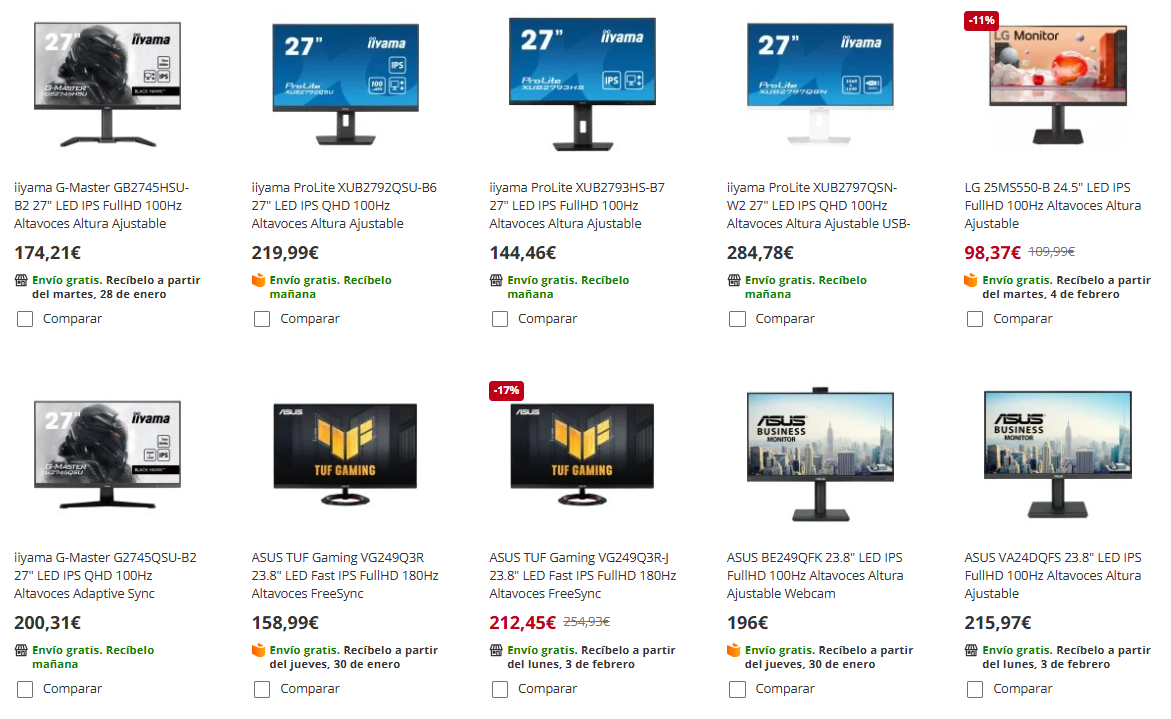 27"
iiyama
IPS
G-MASTER
GB2745HSU
BLACK HAWK
27"
iiyama
IPS
100
ProLite
XUB2792QSU
27"
iiyama
IPS
ProLite
XUB2793HS
27"
iiyama
ProLite
XUB2797QSN
-11%
LG Monitor
iiyama G-Master GB2745HSU-
B2 27" LED IPS FullHD 100Hz
Altavoces Altura Ajustable
174,21€
Envío gratis. Recíbelo a partir
del martes, 28 de enero
Comparar
iiyama ProLite XUB2792QSU-B6
27" LED IPS QHD 100Hz
Altavoces Altura Ajustable
219,99€
Envío gratis. Recíbelo
mañana
Comparar
iiyama ProLite XUB2793HS-B7
27" LED IPS FullHD 100Hz
Altavoces Altura Ajustable
144,46€
Envío gratis. Recíbelo
mañana
Comparar
iiyama ProLite XUB2797QSN-
W2 27" LED IPS QHD 100Hz
Altavoces Altura Ajustable USB-
284,78€
Envío gratis. Recíbelo
mañana
Comparar
LG 25MS550-B 24.5" LED IPS
FullHD 100Hz Altavoces Altura
Ajustable
98,37€ 109,99€
Envío gratis. Recíbelo a partir
del martes, 4 de febrero
Comparar
27"
iiyama
IPS
G-MASTER
G2745QSU
BLACK HAWK
ASUS
TUF GAMING
-17%
ASUS
TUF GAMING
ASUS
BUSINESS
MONITOR
ASUS
BUSINESS
MONITOR
iiyama G-Master G2745QSU-B2
27" LED IPS QHD 100Hz
Altavoces Adaptive Sync
200,31€
Envío gratis. Recíbelo
mañana
Comparar
ASUS TUF Gaming VG249Q3R
23.8" LED Fast IPS FullHD 180Hz
Altavoces FreeSync
158,99€
Envío gratis. Recíbelo a partir
del jueves, 30 de enero
Comparar
ASUS TUF Gaming VG249Q3R-J
23.8" LED Fast IPS FullHD 180Hz
Altavoces FreeSync
212,45€ 254,93€
Envío gratis. Recíbelo a partir
del lunes, 3 de febrero
Comparar
ASUS BE249QFK 23.8" LED IPS
FullHD 100Hz Altavoces Altura
Ajustable Webcam
196€
Envío gratis. Recíbelo a partir
del jueves, 30 de enero
Comparar
ASUS VA24DQFS 23.8" LED IPS
FullHD 100Hz Altavoces Altura
Ajustable
215,97€
Envío gratis. Recíbelo a partir
del lunes, 3 de febrero
Comparar